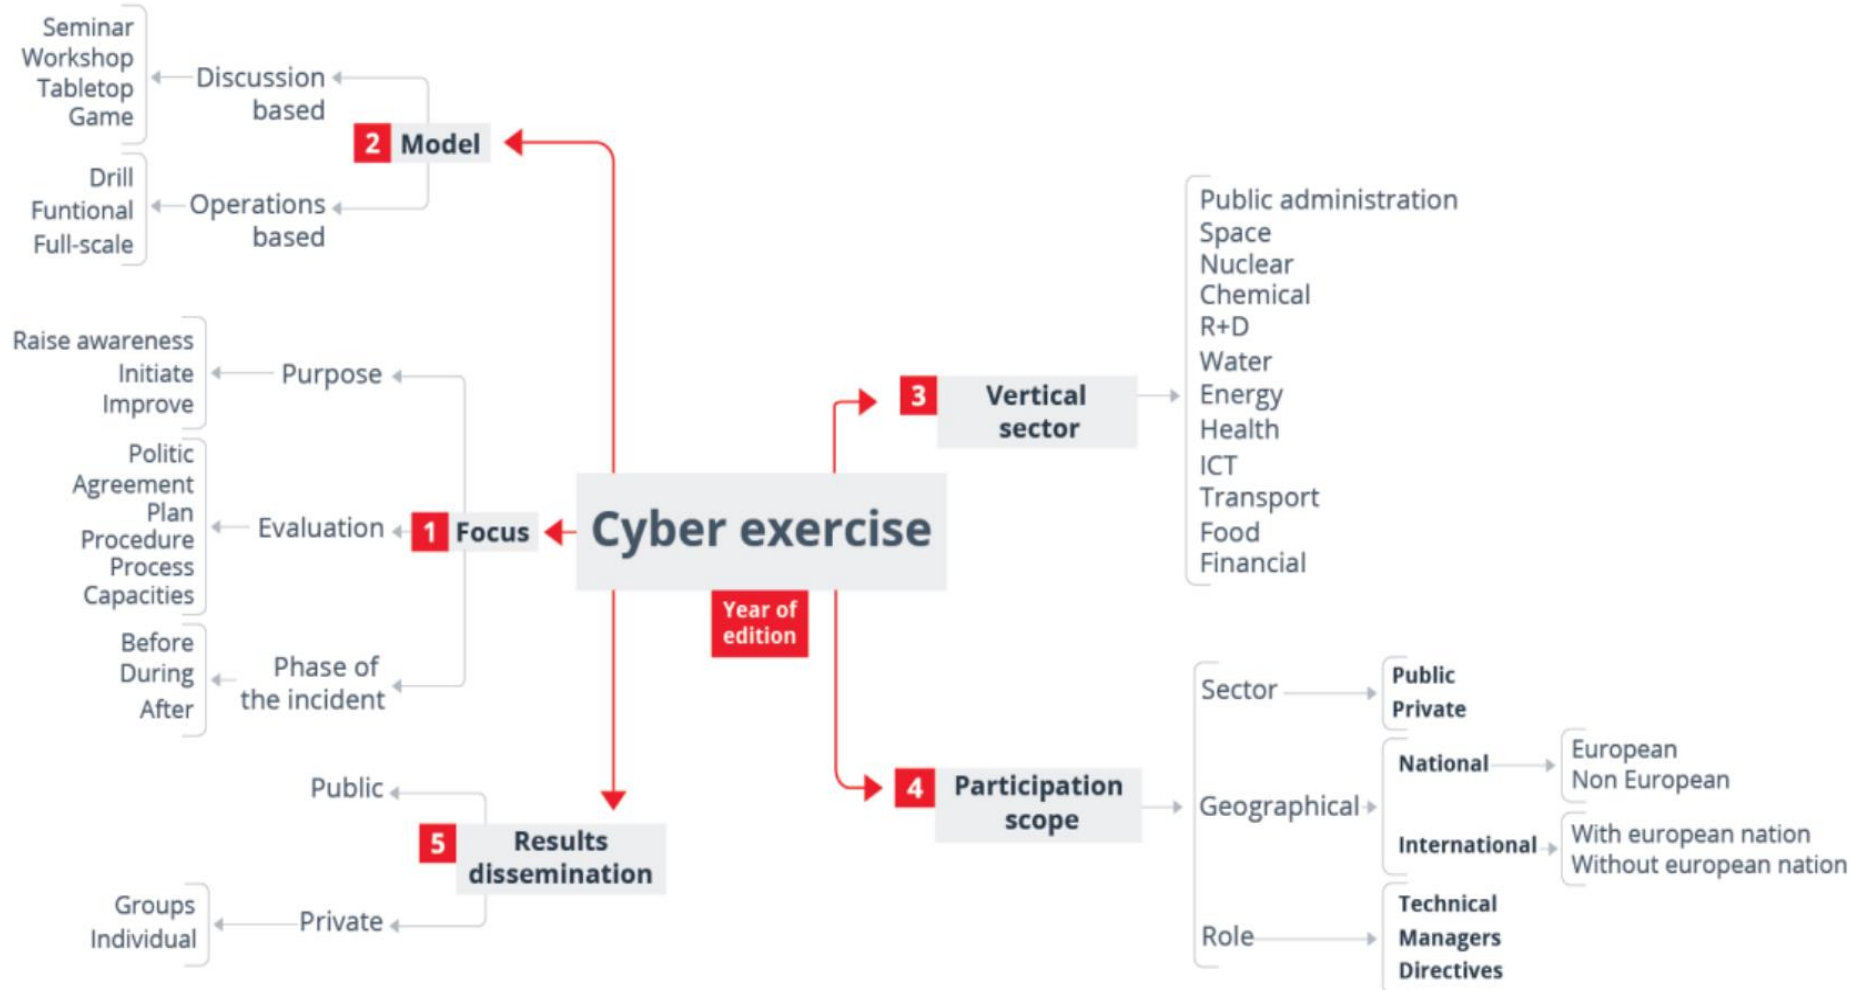 Seminar
Workshop
Tabletop
Game
Discussion
based
2 Model
Drill
Funtional
Full-scale
Operations
based
Raise awareness
Initiate
Improve
Purpose
Politic
Agreement
Plan
Procedure
Process
Capacities
Evaluation
1 Focus
Before
During
After
Phase of
the incident
Cyber exercise
Year of
edition
3 Vertical
sector
Public administration
Space
Nuclear
Chemical
R+D
Water
Energy
Health
ICT
Transport
Food
Financial
4 Participation
scope
Sector
Public
Private
Geographical
National
European
Non European
International
With european nation
Without european nation
Role
Technical
Managers
Directives
5 Results
dissemination
Public
Private
Groups
Individual